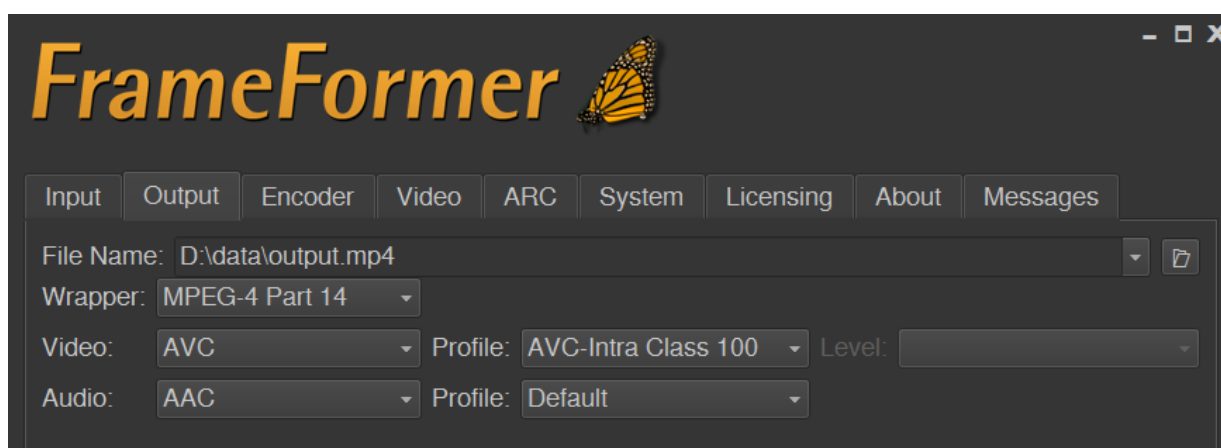 FrameFormer
Input Output Encoder Video ARC System Licensing About Messages
File Name: D:\data\output.mp4
Wrapper: MPEG-4 Part 14
Video: AVC Profile: AVC-Intra Class 100 Level:
Audio: AAC Profile: Default